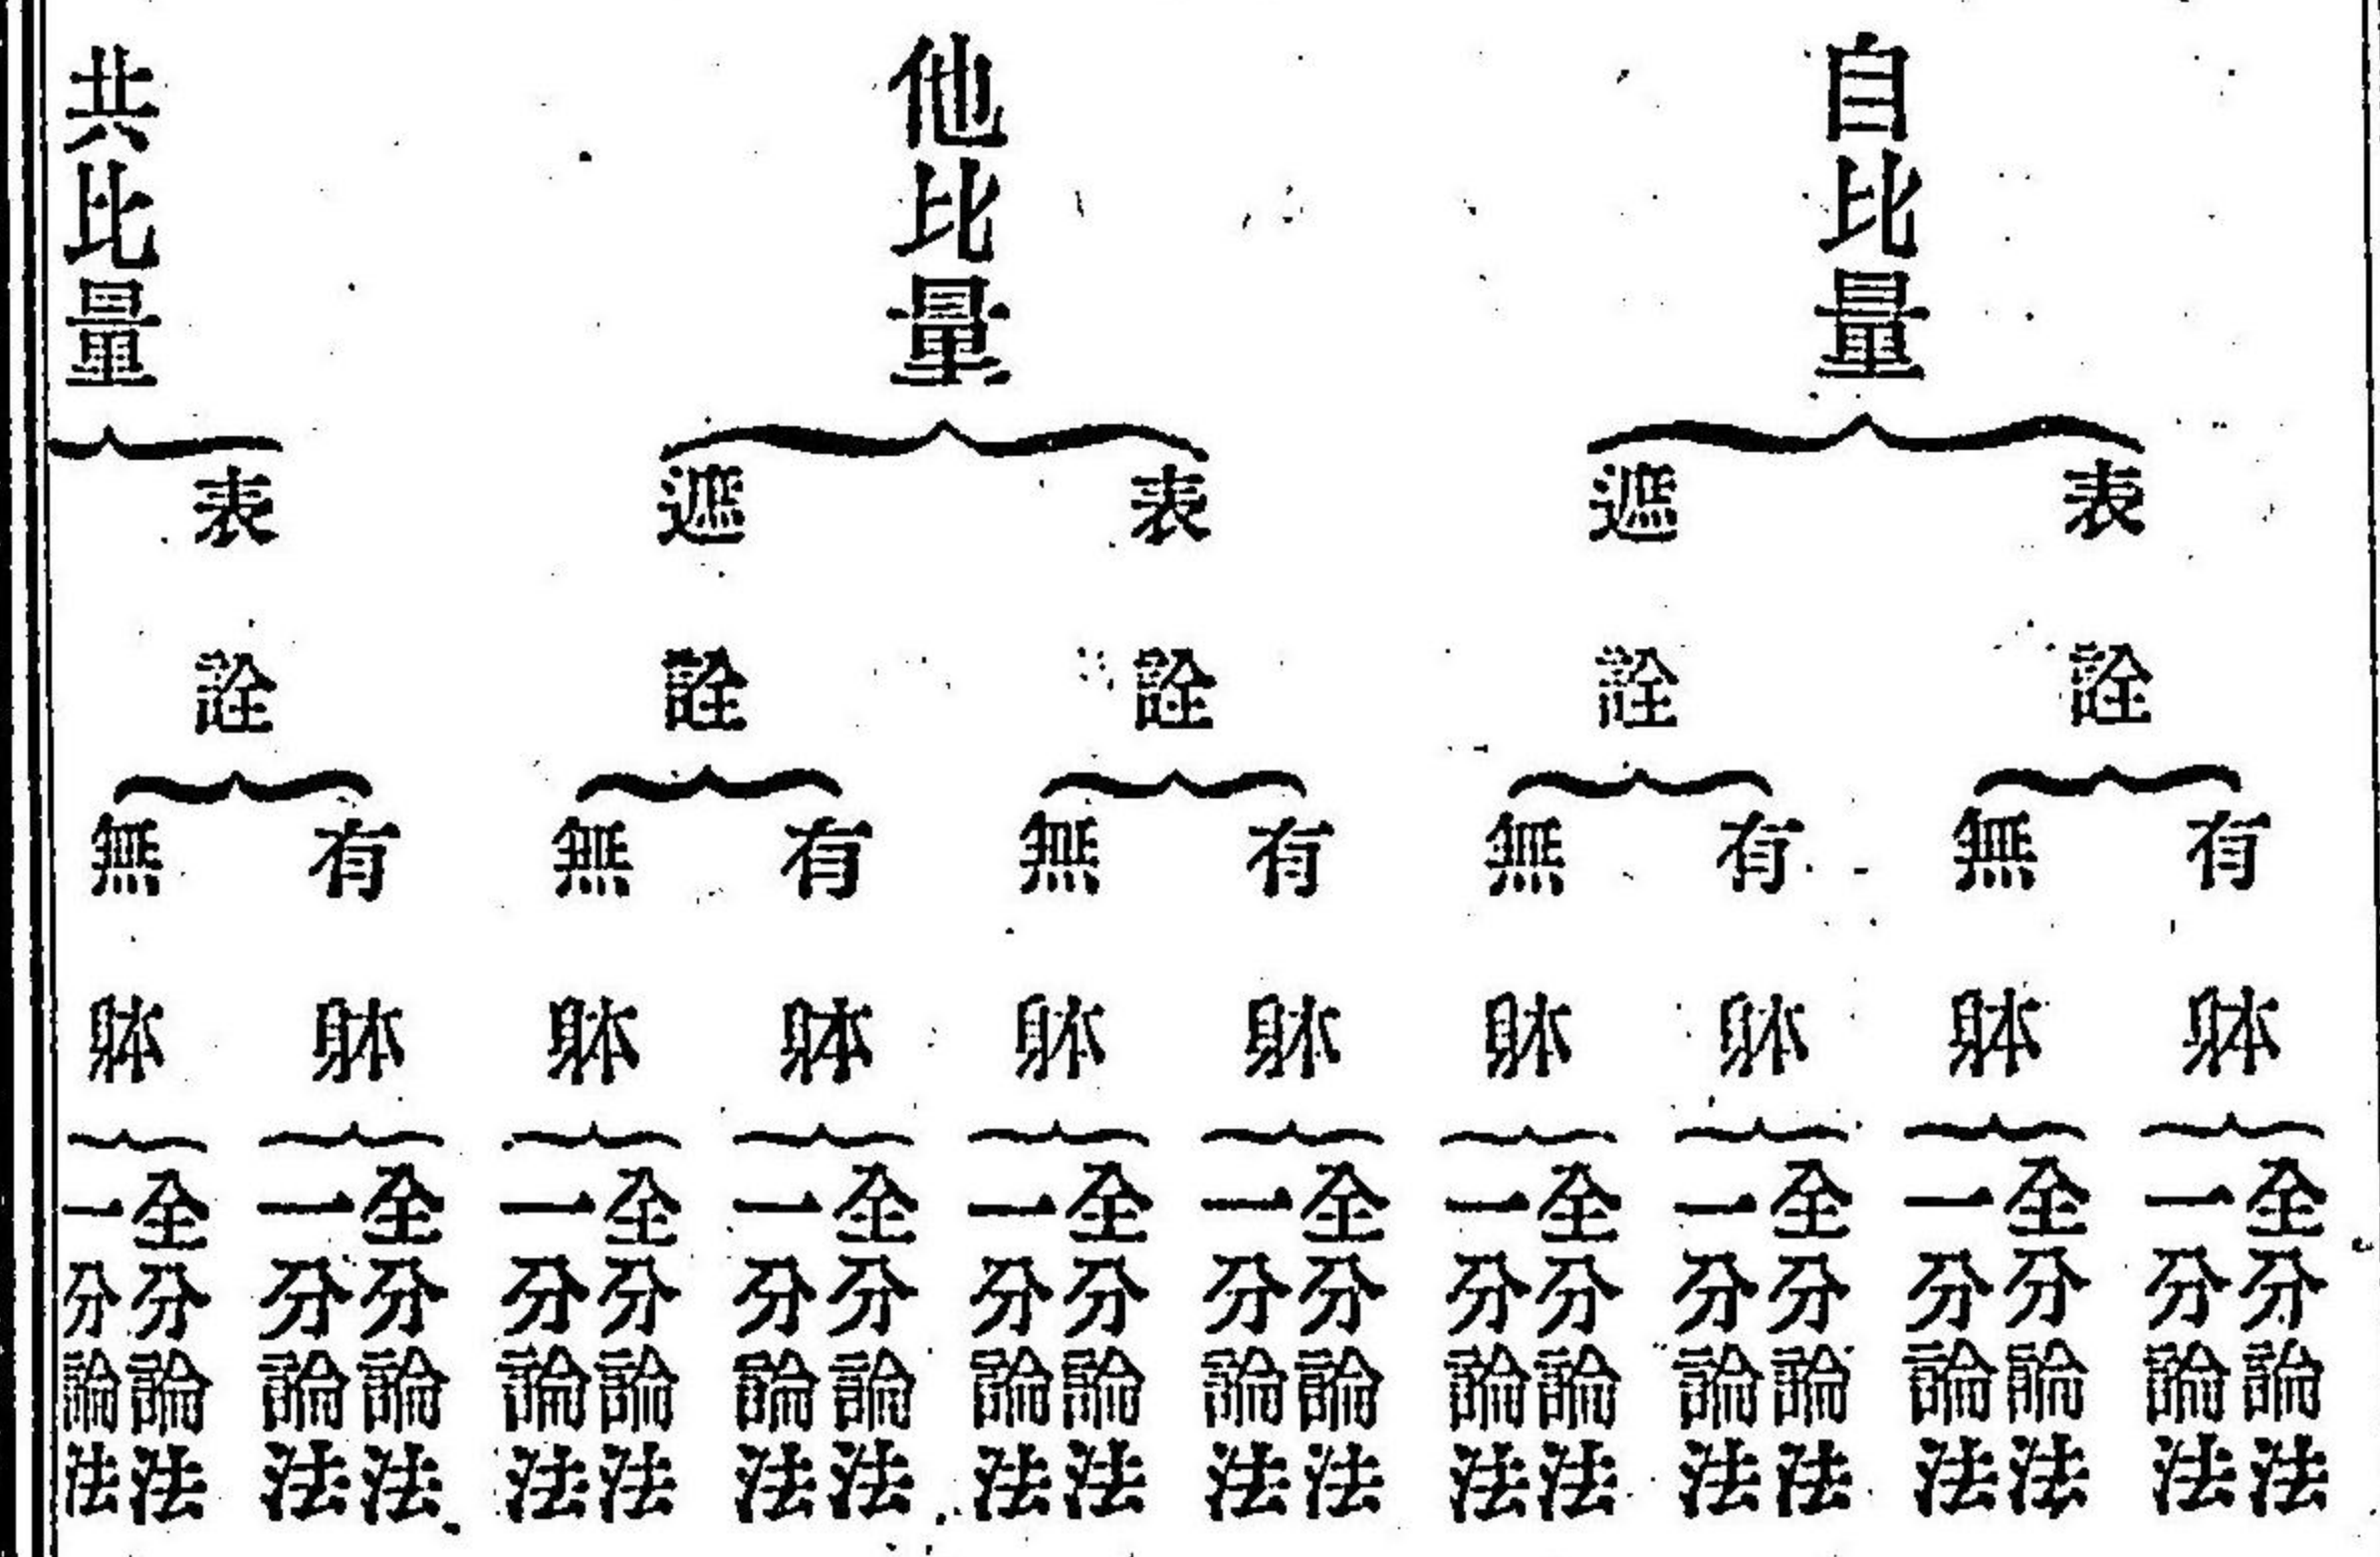 自比量
表詮
有躰
全分論法
一分論法
無躰
全分論法
一分論法
遮詮
有躰
全分論法
一分論法
無躰
全分論法
一分論法
他比量
表詮
有躰
全分論法
一分論法
無躰
全分論法
一分論法
遮詮
有躰
全分論法
一分論法
無躰
全分論法
一分論法
共比量
表詮
有躰
全分論法
一分論法
無躰
全分論法
一分論法